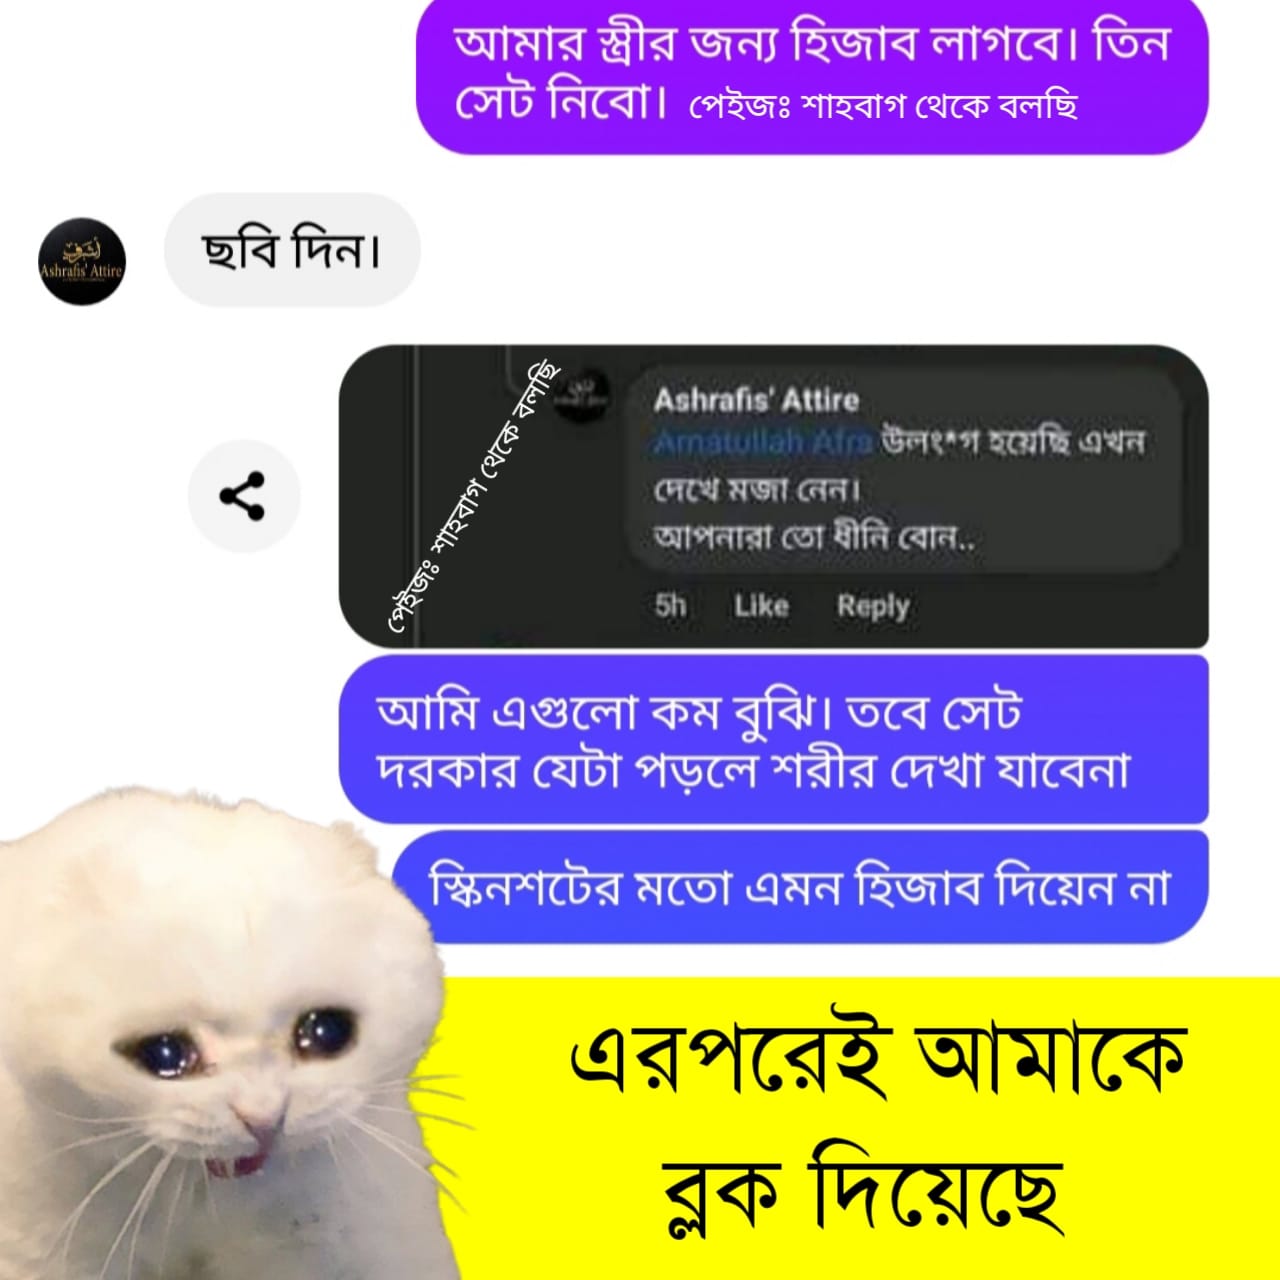 আমার স্ত্রীর জন্য হিজাব লাগবে। তিন
সেট নিবো। পেইজঃ শাহবাগ থেকে বলছি
Ashrafis' Attire
ছবি দিন।
পেইজঃ শাহবাগ থেকে বলছি
Ashrafis' Attire
Amatullah Afra উলং*গ হয়েছি এখন
দেখে মজা নেন।
আপনারা তো ধীনি বোন..
5h Like Reply
আমি এগুলো কম বুঝি। তবে সেট
দরকার যেটা পড়লে শরীর দেখা যাবেনা
স্কিনশটের মতো এমন হিজাব দিয়েন না
এরপরেই আমাকে
ব্লক দিয়েছে